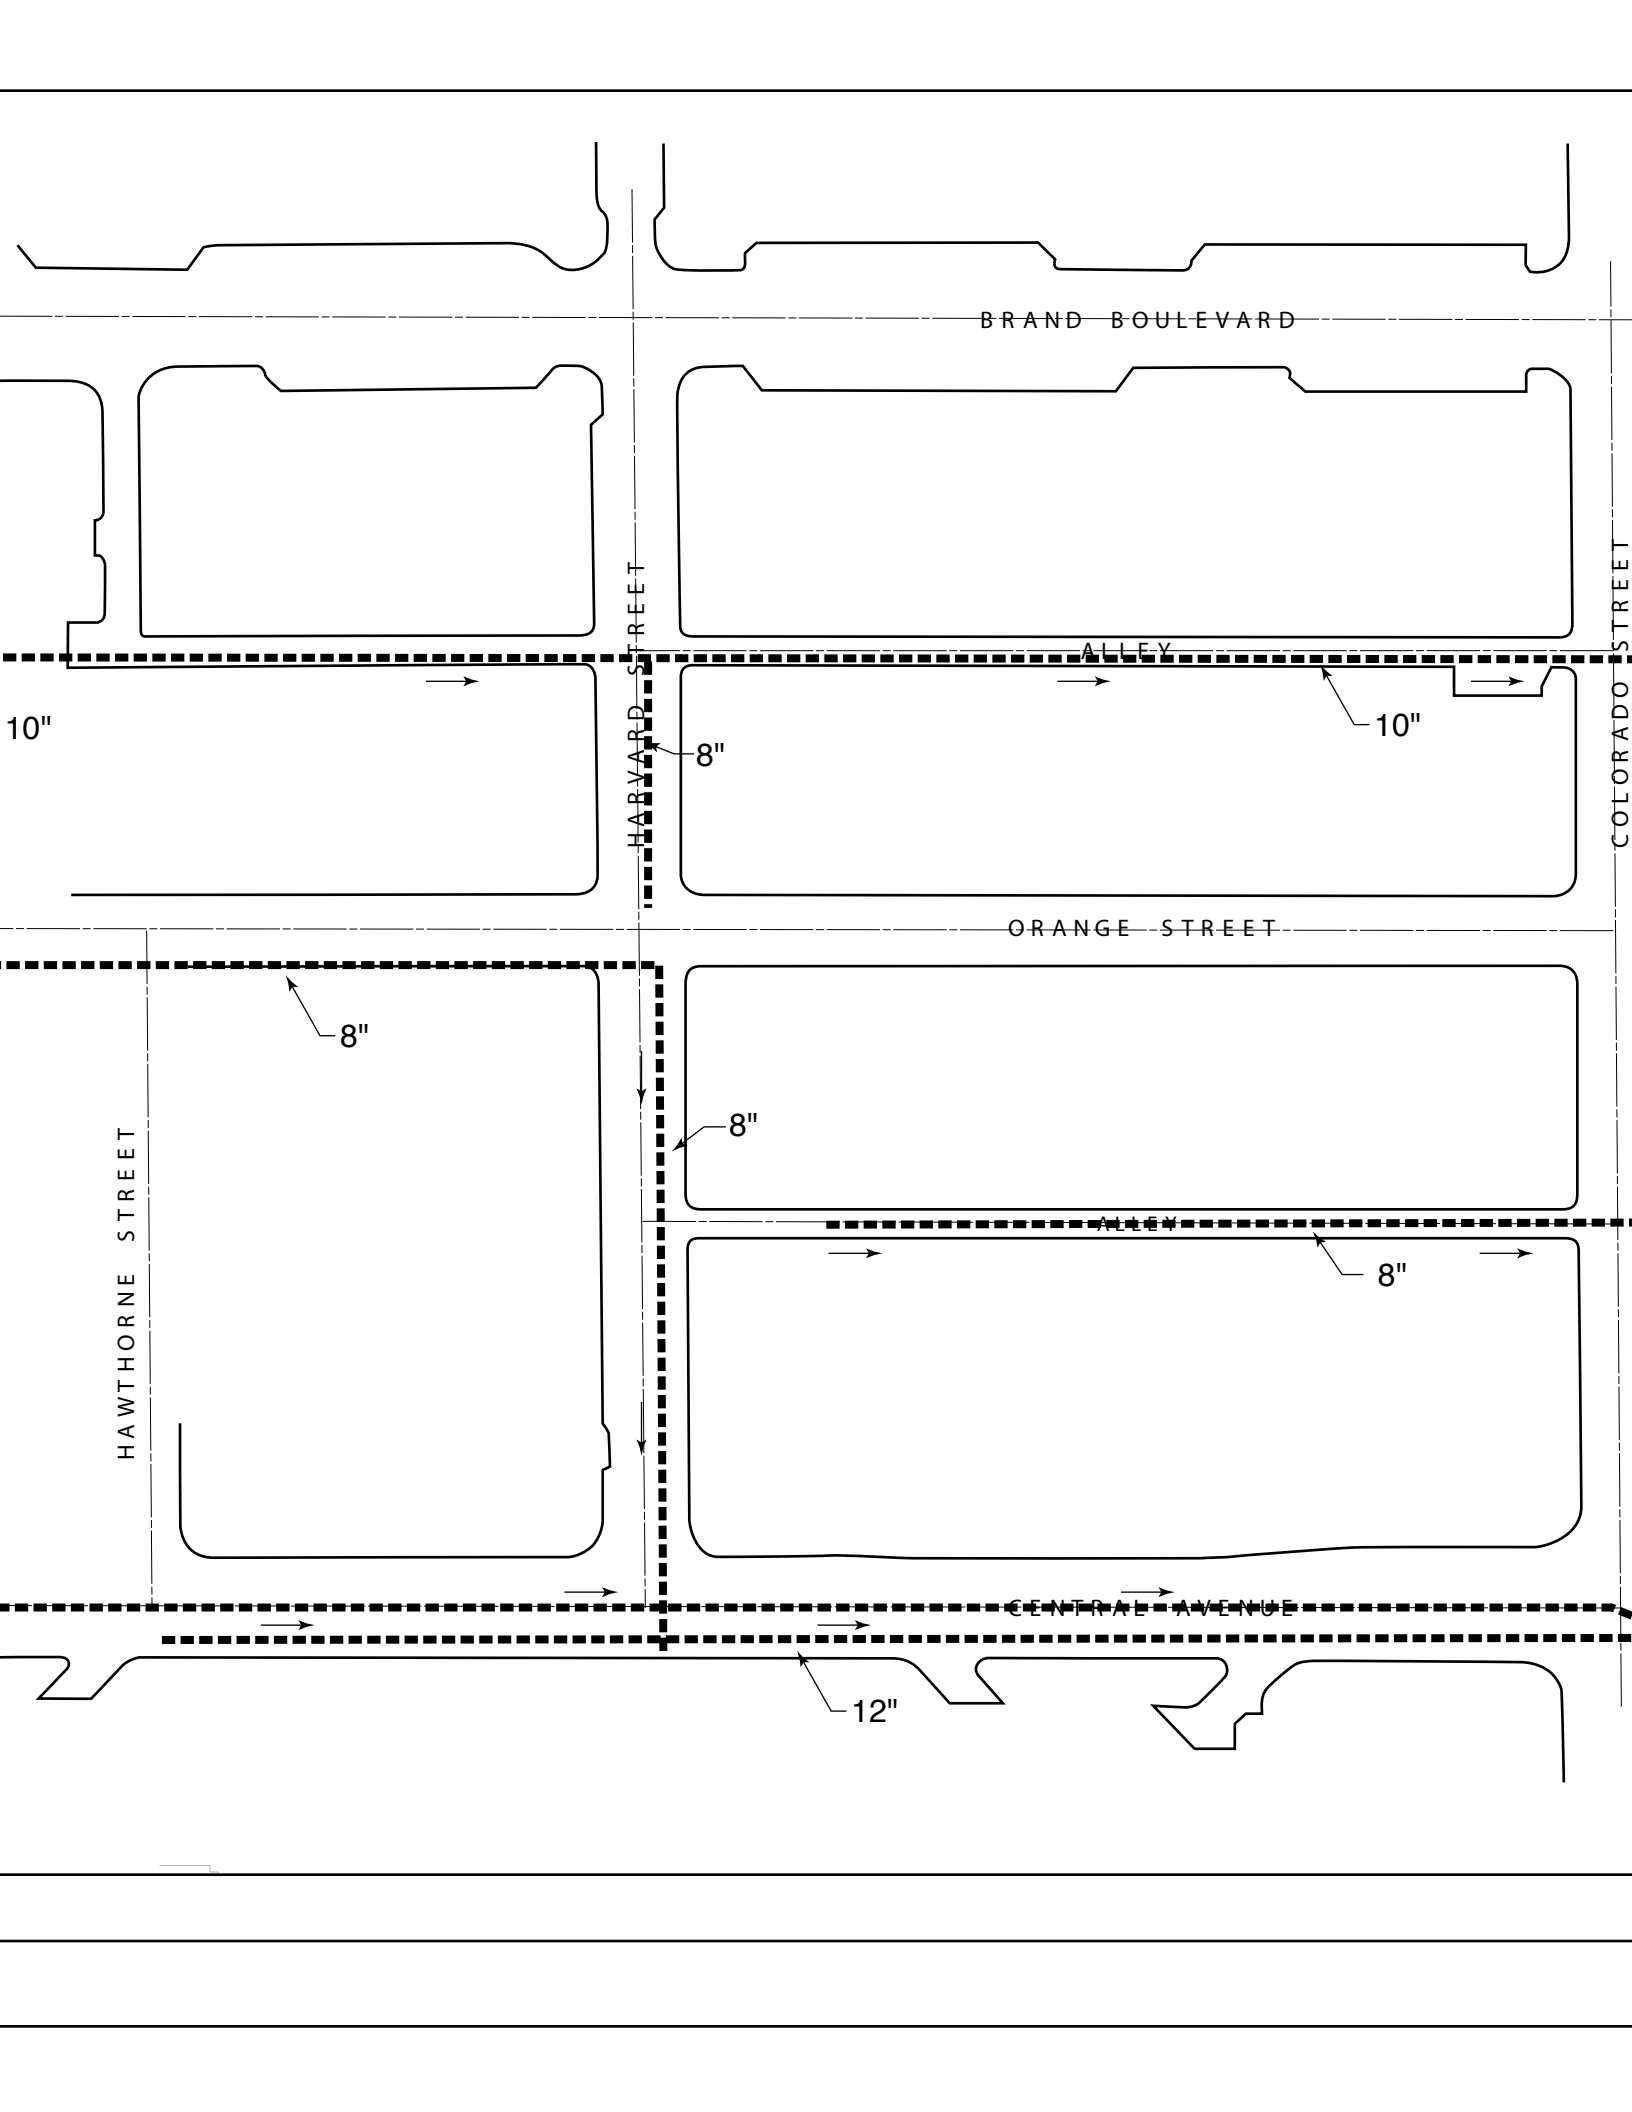 BRAND BOULEVARD
HARVARD STREET
COLORADO STREET
ALLEY
10"
10"
8"
ORANGE STREET
8"
8"
HAWTHORNE STREET
ALLEY
8"
CENTRAL AVENUE
12"